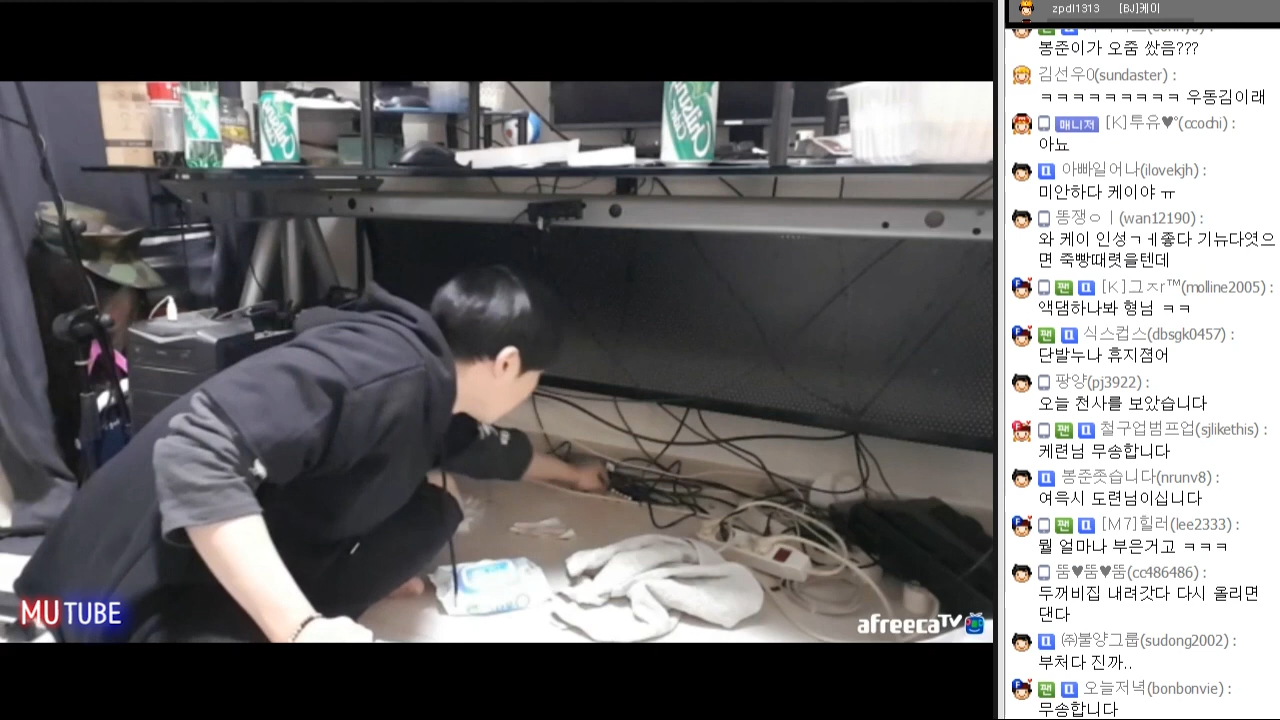 zpdl1313 [BJ]케이
봉준이가 오줌 쌌음???
김선우0(sundaster) :
ㅋㅋㅋㅋㅋㅋㅋㅋㅋ 우동김이래
매니저 [K]투유♥°(ccochi) :
아뇨
아빠일어나(ilovekjh) :
미안하다 케이야 ㅠ
똥쟁ㅇㅣ(wan12190) :
와 케이 인성ㄱㅔ좋다 기뉴다엿으
면 죽빵때렷을텐데
팬 [K]그ㅈr™(molline2005) :
액댐하나봐 형님 ㅋㅋ
팬 식스컵스(dbsgk0457) :
단발누나 휴지졈어
팡양(pj3922) :
오늘 천사를 보았습니다
팬 철구업범프업(sjlikethis) :
케련님 무송합니다
봉준좃습니다(nrunv8) :
여윽시 도련님이십니다
팬 [M7]힐러(lee2333) :
뭘 얼마나 부은거고 ㅋㅋㅋ
뚬♥뚬♥뚬(cc486486) :
두꺼비집 내려갓다 다시 올리면
댄다
㈜불양그룹(sudong2002) :
부처다 진까..
팬 오늘저녁(bonbonvie) :
무송합니다
MUTUBE
afreecaTV